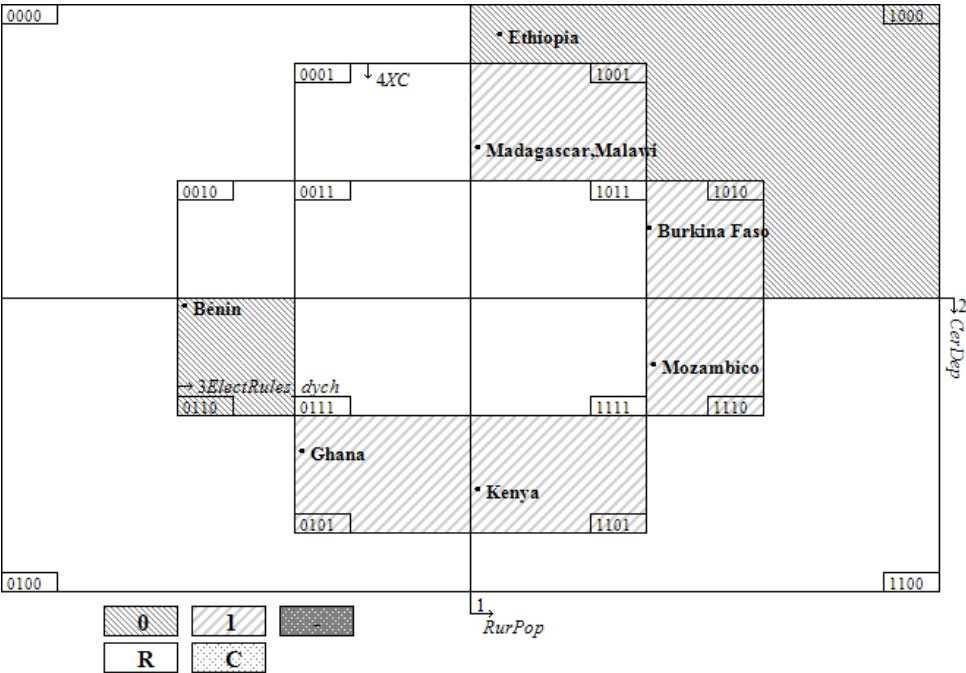 0000
1000
Ethiopia
0001
4XC
1001
Madagascar,Malawi
0010
0011
1011
1010
Burkina Faso
Bénin
2
CerDep
Mozambico
3ElectRules_dych
0110
0111
1111
1110
Ghana
Kenya
0101
1101
0100
1100
1
RurPop
0
1
-
R
C